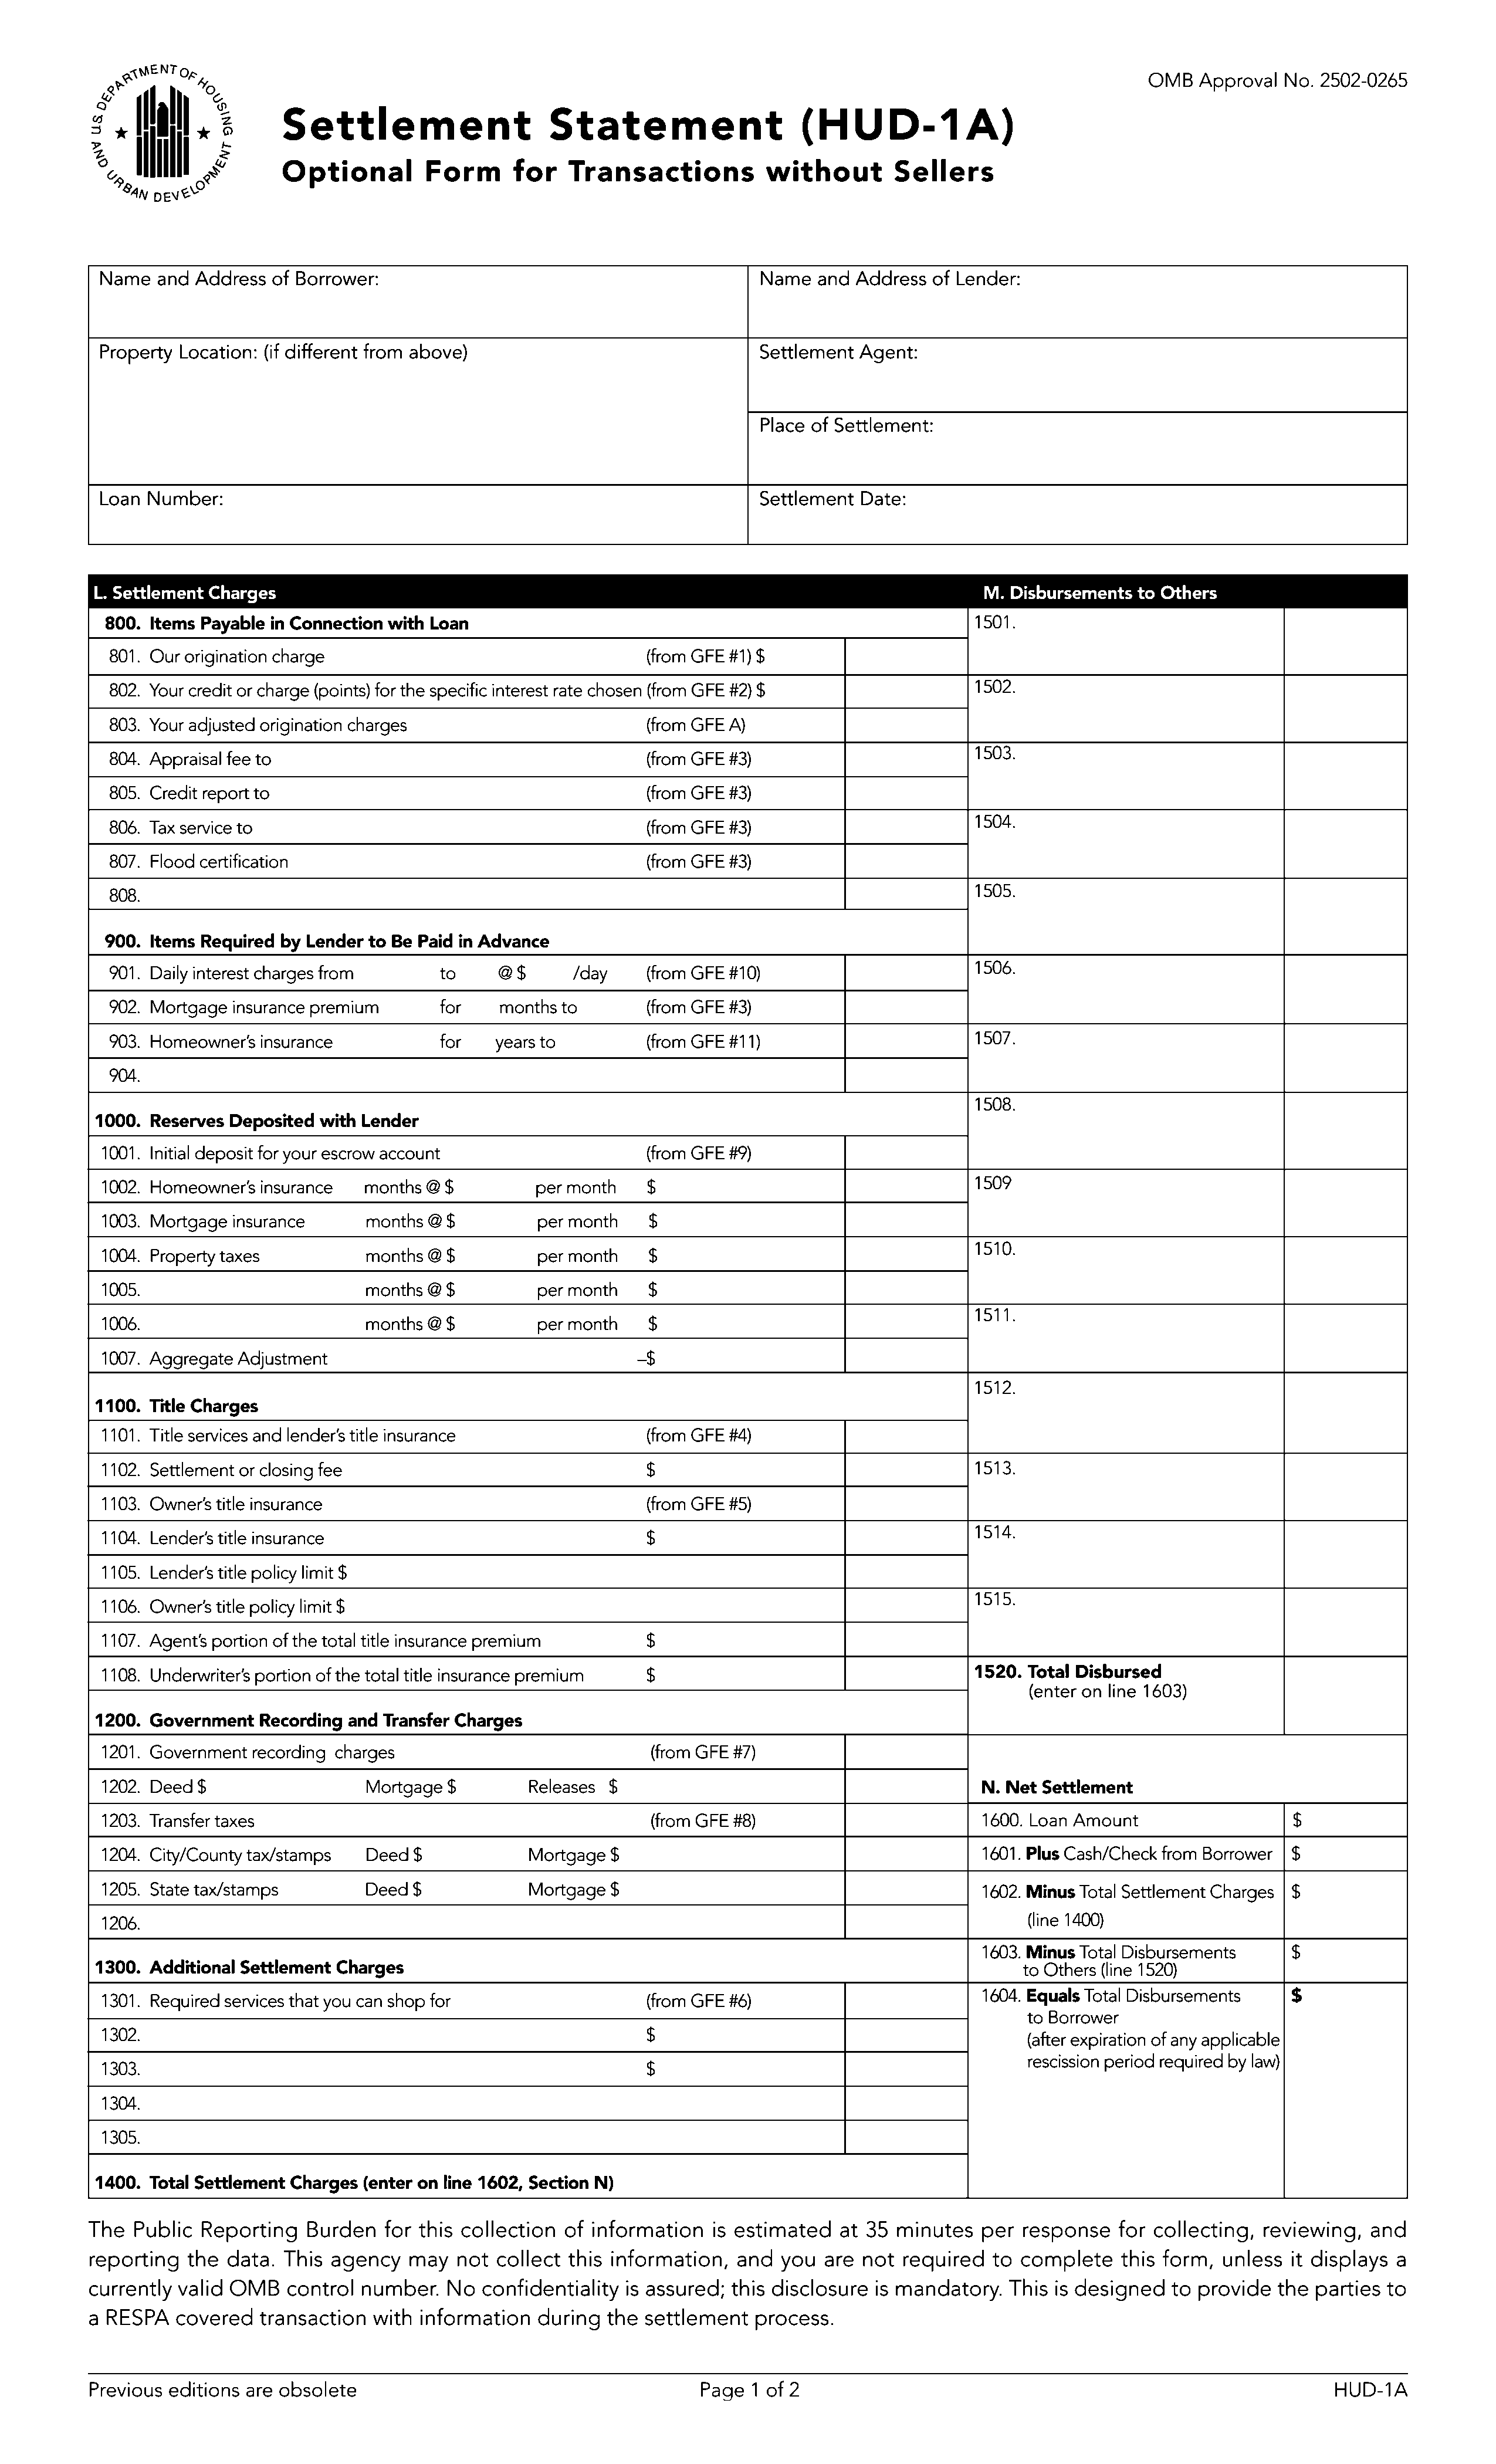 U.S. DEPARTMENT OF HOUSING AND URBAN DEVELOPMENT
OMB Approval No. 2502-0265
Settlement Statement (HUD-1A)
Optional Form for Transactions without Sellers
Name and Address of Borrower:
Name and Address of Lender:
Property Location: (if different from above)
Settlement Agent:
Place of Settlement:
Loan Number:
Settlement Date:
L. Settlement Charges
800. Items Payable in Connection with Loan
801. Our origination charge (from GFE #1) $
802. Your credit or charge (points) for the specific interest rate chosen (from GFE #2) $
803. Your adjusted origination charges (from GFE A)
804. Appraisal fee to (from GFE #3)
805. Credit report to (from GFE #3)
806. Tax service to (from GFE #3)
807. Flood certification (from GFE #3)
808.
900. Items Required by Lender to Be Paid in Advance
901. Daily interest charges from to @ $ /day (from GFE #10)
902. Mortgage insurance premium for months to (from GFE #3)
903. Homeowner's insurance for years to (from GFE #11)
904.
1000. Reserves Deposited with Lender
1001. Initial deposit for your escrow account (from GFE #9)
1002. Homeowner's insurance months @ $ per month $
1003. Mortgage insurance months @ $ per month $
1004. Property taxes months @ $ per month $
1005. months @ $ per month $
1006. months @ $ per month $
1007. Aggregate Adjustment –$
1100. Title Charges
1101. Title services and lender's title insurance (from GFE #4)
1102. Settlement or closing fee $
1103. Owner's title insurance (from GFE #5)
1104. Lender's title insurance $
1105. Lender's title policy limit $
1106. Owner's title policy limit $
1107. Agent's portion of the total title insurance premium $
1108. Underwriter's portion of the total title insurance premium $
1200. Government Recording and Transfer Charges
1201. Government recording charges (from GFE #7)
1202. Deed $ Mortgage $ Releases $
1203. Transfer taxes (from GFE #8)
1204. City/County tax/stamps Deed $ Mortgage $
1205. State tax/stamps Deed $ Mortgage $
1206.
1300. Additional Settlement Charges
1301. Required services that you can shop for (from GFE #6)
1302. $
1303. $
1304.
1305.
1400. Total Settlement Charges (enter on line 1602, Section N)
M. Disbursements to Others
1501.
1502.
1503.
1504.
1505.
1506.
1507.
1508.
1509
1510.
1511.
1512.
1513.
1514.
1515.
1520. Total Disbursed
(enter on line 1603)
N. Net Settlement
1600. Loan Amount $
1601. Plus Cash/Check from Borrower $
1602. Minus Total Settlement Charges $
(line 1400)
1603. Minus Total Disbursements $
to Others (line 1520)
1604. Equals Total Disbursements $
to Borrower
(after expiration of any applicable
rescission period required by law)
The Public Reporting Burden for this collection of information is estimated at 35 minutes per response for collecting, reviewing, and
reporting the data. This agency may not collect this information, and you are not required to complete this form, unless it displays a
currently valid OMB control number. No confidentiality is assured; this disclosure is mandatory. This is designed to provide the parties to
a RESPA covered transaction with information during the settlement process.
Previous editions are obsolete
Page 1 of 2
HUD-1A